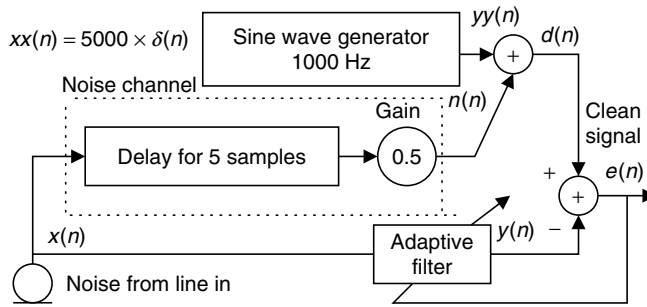 xx(n) = 5000 × δ(n)
Sine wave generator
1000 Hz
yy(n)
+
d(n)
Noise channel
n(n)
Gain
Delay for 5 samples
0.5
Clean
signal
+
e(n)
+
x(n)
Adaptive
filter
y(n)
−
Noise from line in